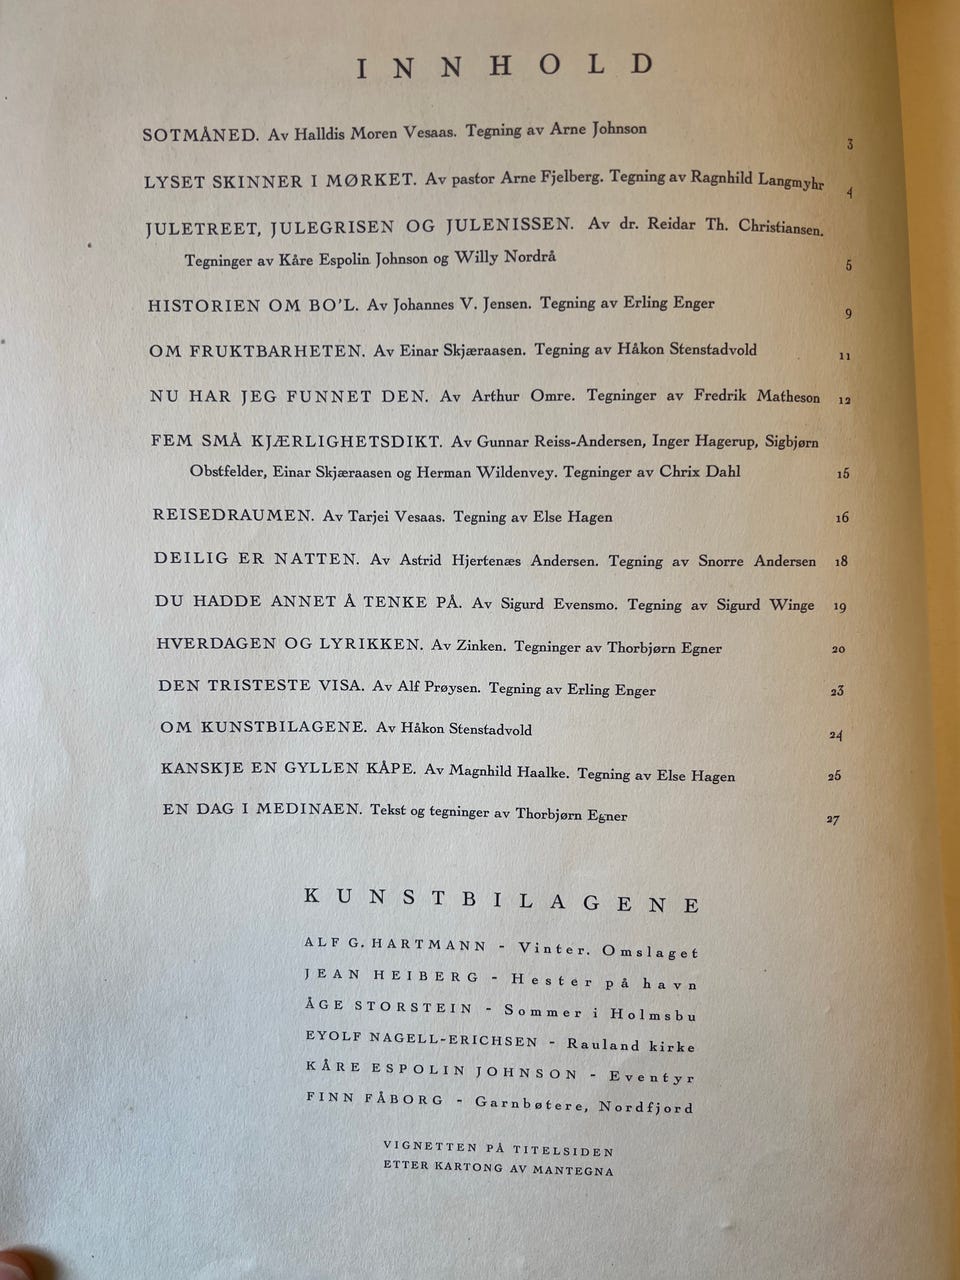 INNHOLD
SOTMÅNED. Av Halldis Moren Vesaas. Tegning av Arne Johnson 3
LYSET SKINNER I MØRKET. Av pastor Arne Fjelberg. Tegning av Ragnhild Langmyhr 4
JULETREET, JULEGRISEN OG JULENISSEN. Av dr. Reidar Th. Christiansen.
Tegninger av Kåre Espolin Johnson og Willy Nordrå 5
HISTORIEN OM BO'L. Av Johannes V. Jensen. Tegning av Erling Enger 9
OM FRUKTBARHETEN. Av Einar Skjæraasen. Tegning av Håkon Stenstadvold 11
NU HAR JEG FUNNET DEN. Av Arthur Omre. Tegninger av Fredrik Matheson 12
FEM SMÅ KJÆRLIGHETSDIKT. Av Gunnar Reiss-Andersen, Inger Hagerup, Sigbjørn
Obstfelder, Einar Skjæraasen og Herman Wildenvey. Tegninger av Chrix Dahl 15
REISEDRAUMEN. Av Tarjei Vesaas. Tegning av Else Hagen 16
DEILIG ER NATTEN. Av Astrid Hjertenæs Andersen. Tegning av Snorre Andersen 18
DU HADDE ANNET Å TENKE PÅ. Av Sigurd Evensmo. Tegning av Sigurd Winge 19
HVERDAGEN OG LYRIKKEN. Av Zinken. Tegninger av Thorbjørn Egner 20
DEN TRISTESTE VISA. Av Alf Prøysen. Tegning av Erling Enger 23
OM KUNSTBILAGENE. Av Håkon Stenstadvold 24
KANSKJE EN GYLLEN KÅPE. Av Magnhild Haalke. Tegning av Else Hagen 25
EN DAG I MEDINAEN. Tekst og tegninger av Thorbjørn Egner 27
KUNSTBILAGENE
ALF G. HARTMANN - Vinter. Omslaget
JEAN HEIBERG - Hester på havn
ÅGE STORSTEIN - Sommer i Holmsbu
EYOLF NAGELL-ERICHSEN - Rauland kirke
KÅRE ESPOLIN JOHNSON - Eventyr
FINN FÅBORG - Garnbøtere, Nordfjord
VIGNETTEN PÅ TITELSIDEN
ETTER KARTONG AV MANTEGNA